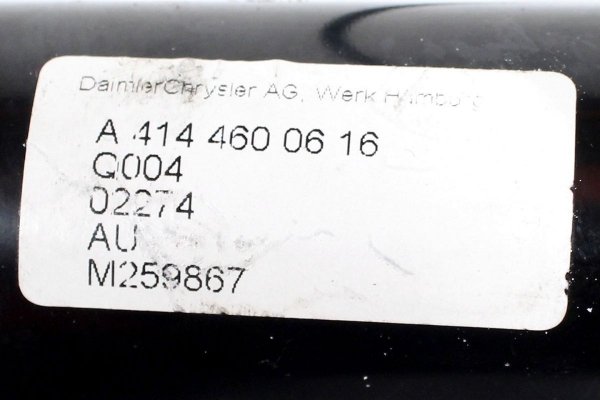 DaimlerChrysler AG, Werk Hamburg
A 414 460 06 16
Q004
02274
AU
M259867